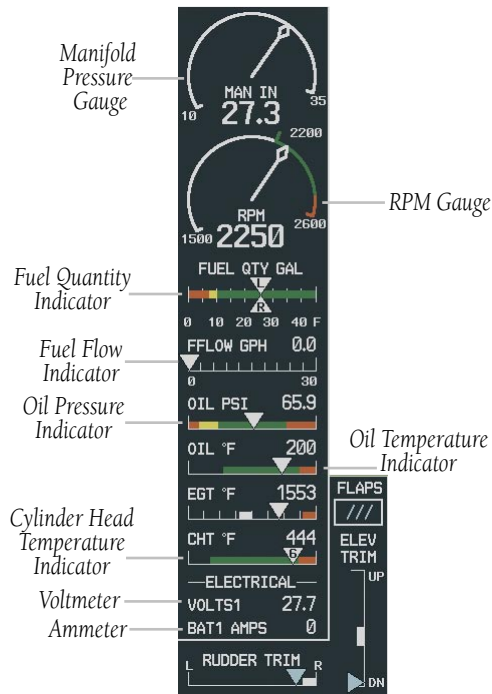 Manifold
Pressure
Gauge
MAN IN
27.3
10
35
2200
RPM
2250
1500
2600
RPM Gauge
FUEL QTY GAL
L
R
0 10 20 30 40 F
Fuel Quantity
Indicator
FFLOW GPH 0.0
0 30
Fuel Flow
Indicator
OIL PSI 65.9
Oil Pressure
Indicator
OIL °F 200
Oil Temperature
Indicator
EGT °F 1553
CHT °F 444
6
Cylinder Head
Temperature
Indicator
ELECTRICAL
VOLTS1 27.7
Voltmeter
BAT1 AMPS 0
Ammeter
L RUDDER TRIM R
FLAPS
///
ELEV
TRIM
UP
DN